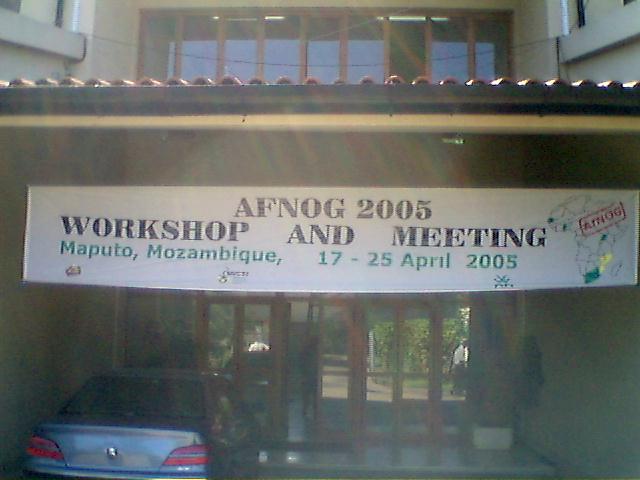 AFNOG 2005
WORKSHOP AND MEETING
Maputo, Mozambique, 17 - 25 April 2005
AFNOG